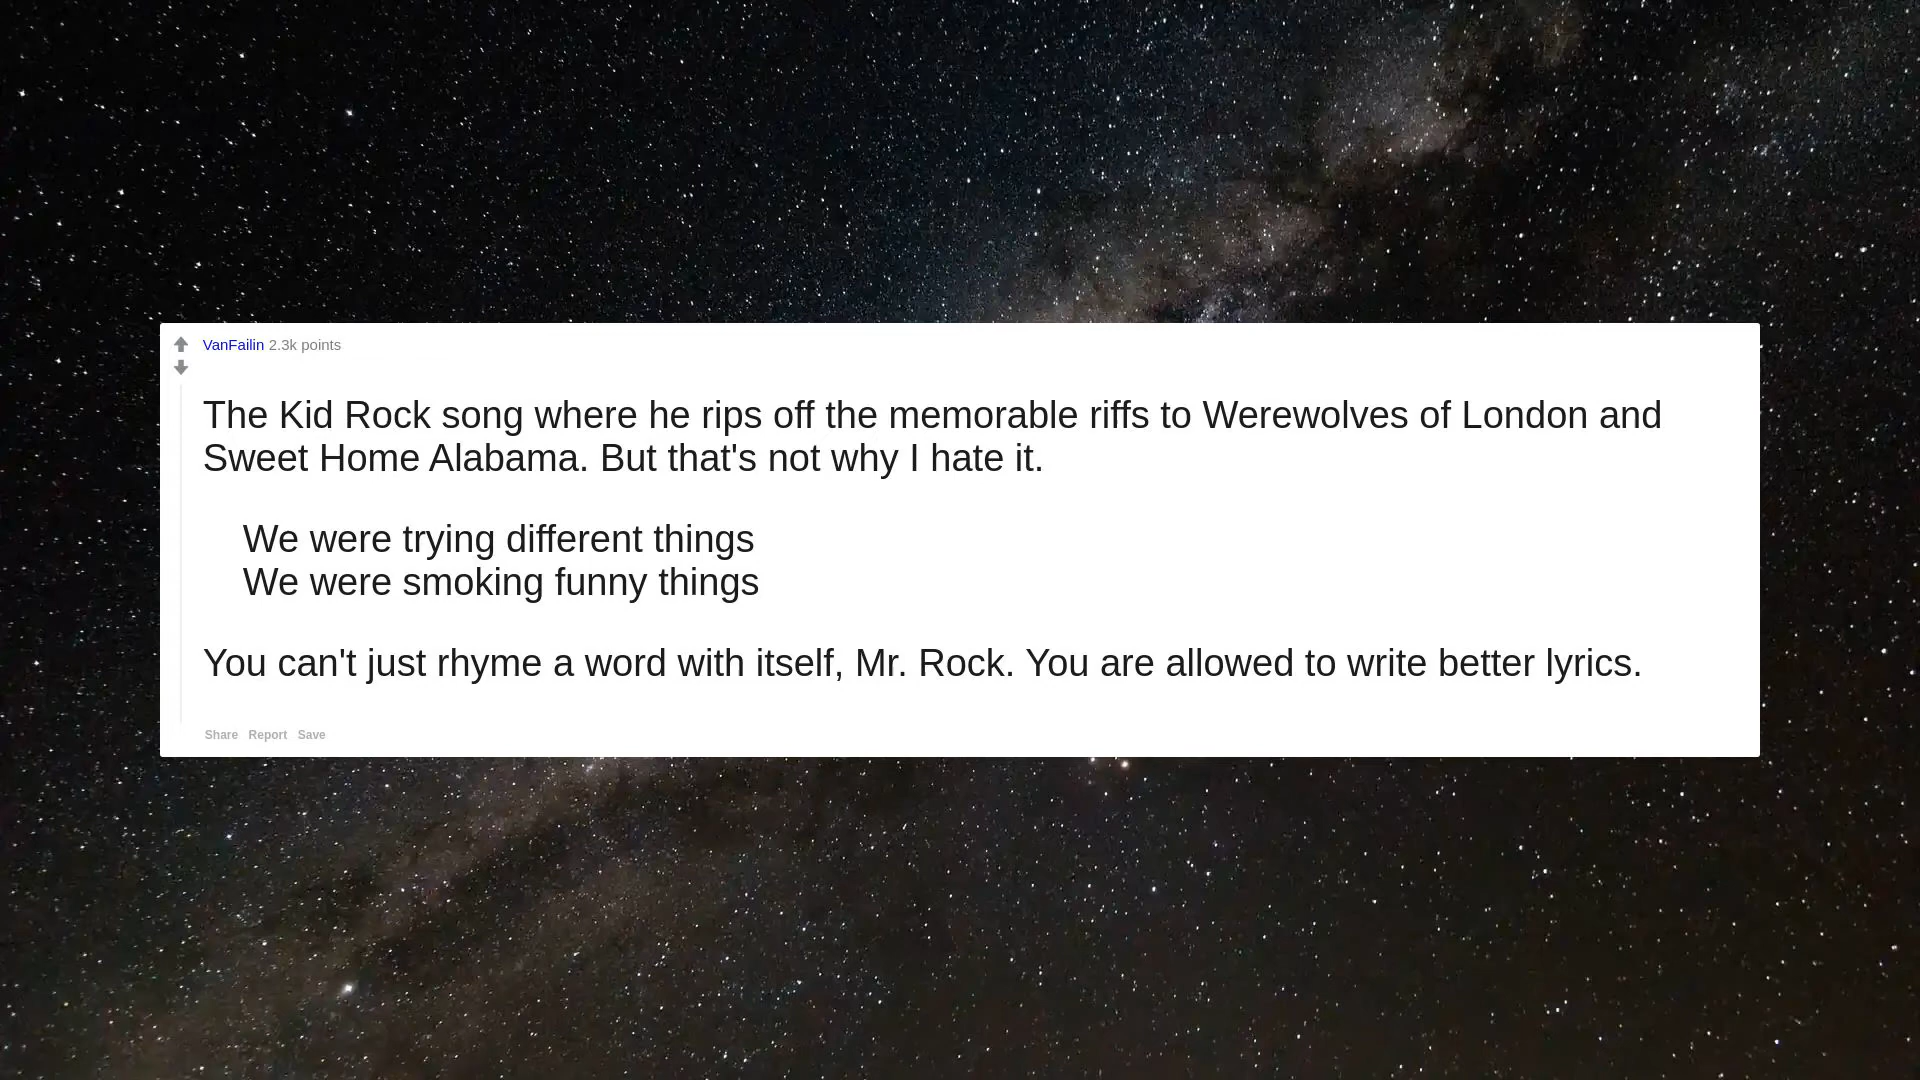 VanFailin 2.3k points
The Kid Rock song where he rips off the memorable riffs to Werewolves of London and
Sweet Home Alabama. But that's not why I hate it.
We were trying different things
We were smoking funny things
You can't just rhyme a word with itself, Mr. Rock. You are allowed to write better lyrics.
Share Report Save